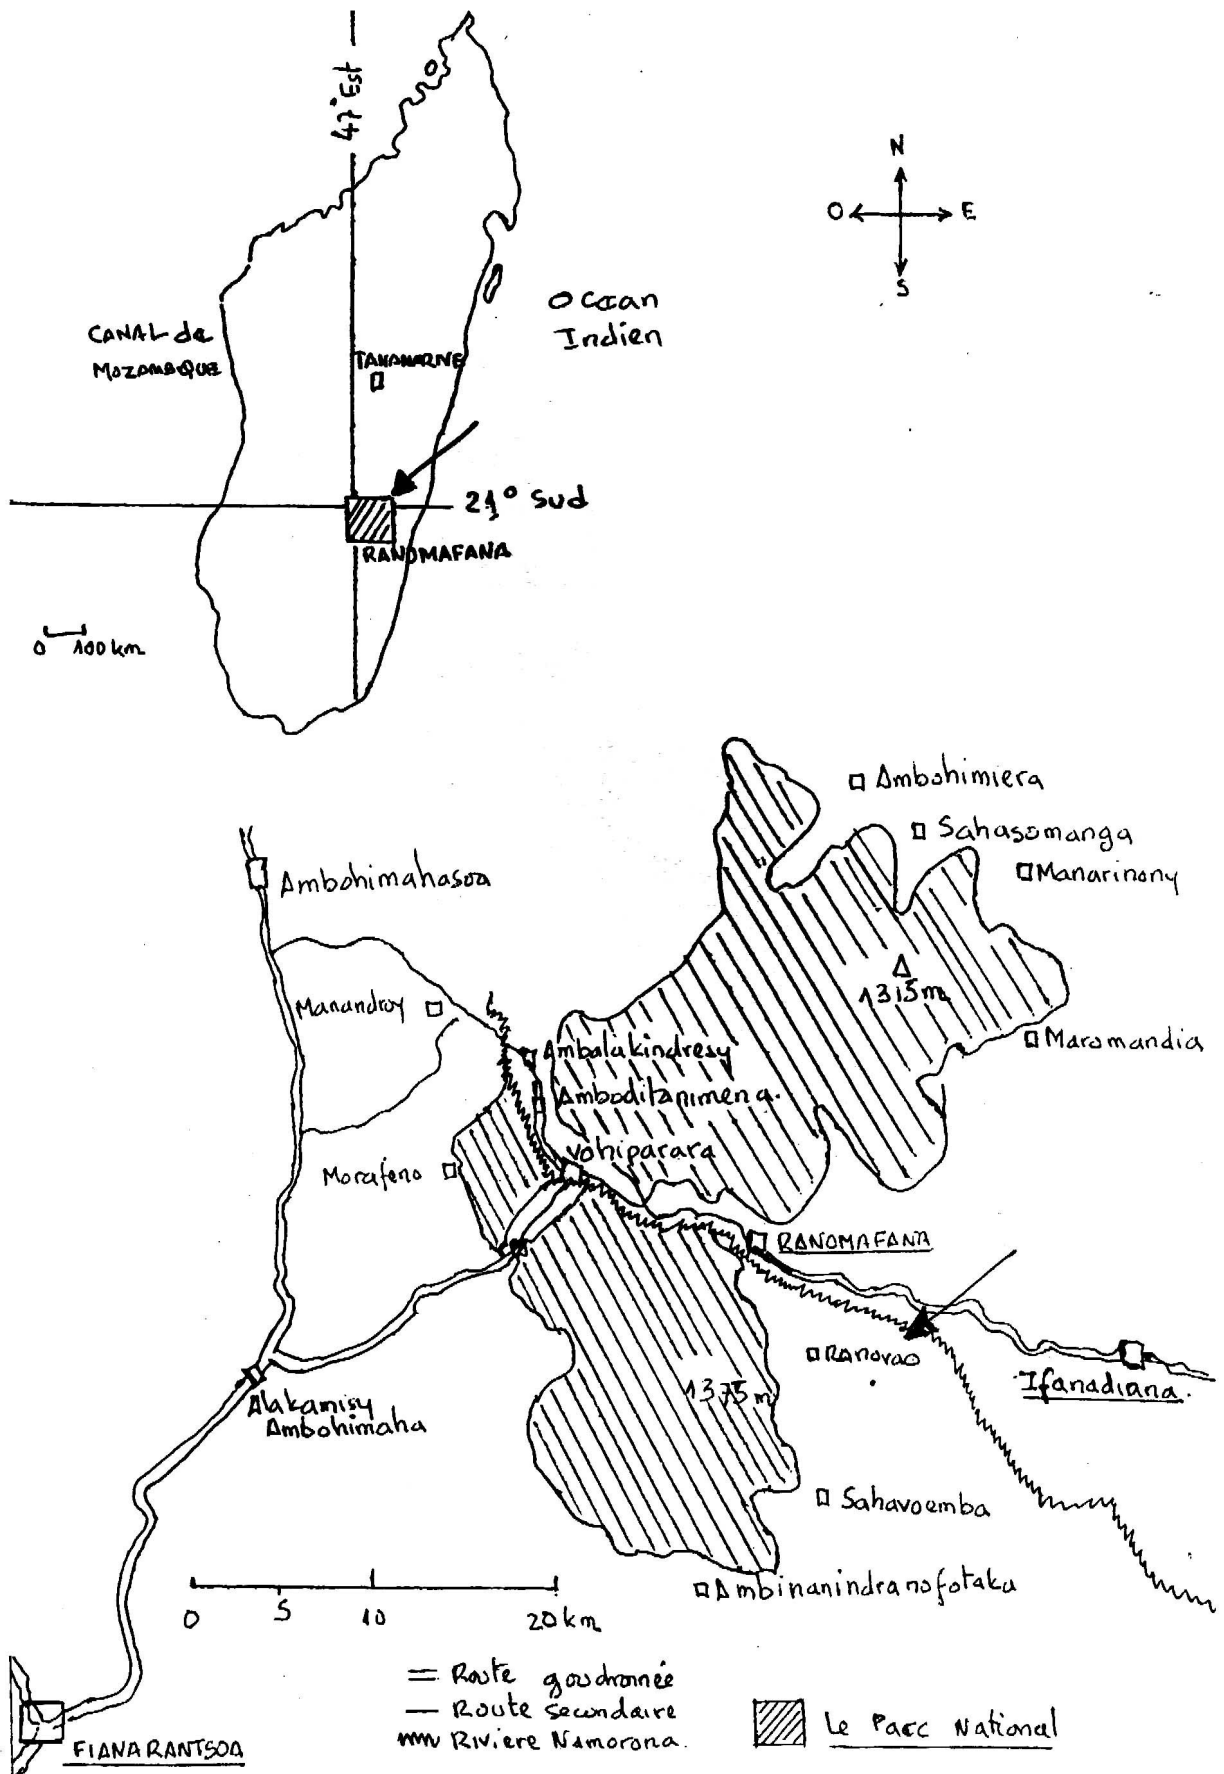 47° Est
N
O
E
S
Ocean
Indien
CANAL de
MOZAMBIQUE
TANANARIVE
21° Sud
RANOMAFANA
0 100 km
Ambohimiera
Sahasomanga
Manarinony
Ambohimahasoa
1315 m
Manandroy
Maromandia
Ambalakindresy
Amboditanimena.
Vohiparara
Morafeno
RANOMAFANA
Ranovao
Ifanadiana.
1375 m
Alakamisy
Ambohimaha
Sahavoemba
Ambinanindranofotaka
0 5 10 20 km
Route goudronnée
Route secondaire
Riviere Namorona.
Le Parc National
FIANARANTSOA